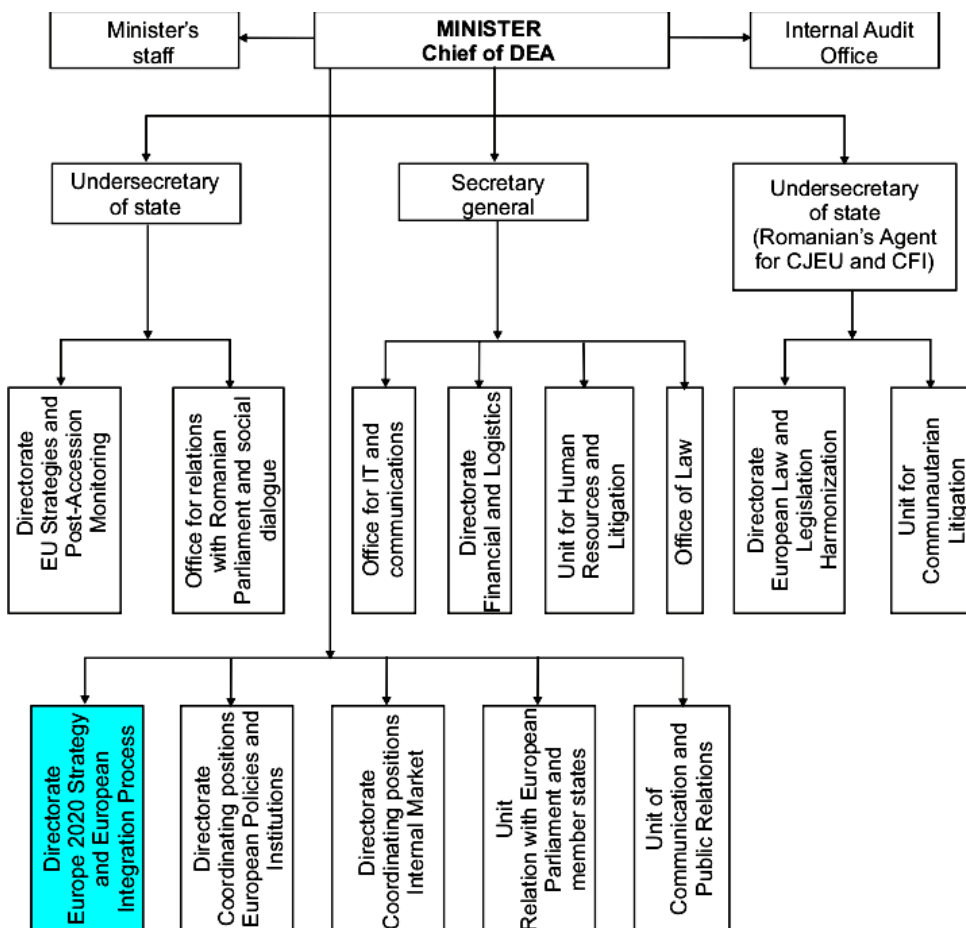 Minister's
staff
MINISTER
Chief of DEA
Internal Audit
Office
Undersecretary
of state
Secretary
general
Undersecretary
of state
(Romanian's Agent
for CJEU and CFI)
Directorate
EU Strategies and
Post-Accession
Monitoring
Office for relations
with Romanian
Parliament and social
dialogue
Office for IT and
communications
Directorate
Financial and Logistics
Unit for Human
Resources and
Litigation
Office of Law
Directorate
European Law and
Legislation
Harmonization
Unit for
Communautarian
Litigation
Directorate
Europe 2020 Strategy
and European
Integration Process
Directorate
Coordinating positions
European Policies and
Institutions
Directorate
Coordinating positions
Internal Market
Unit
Relation with European
Parliament and
member states
Unit of
Communication and
Public Relations